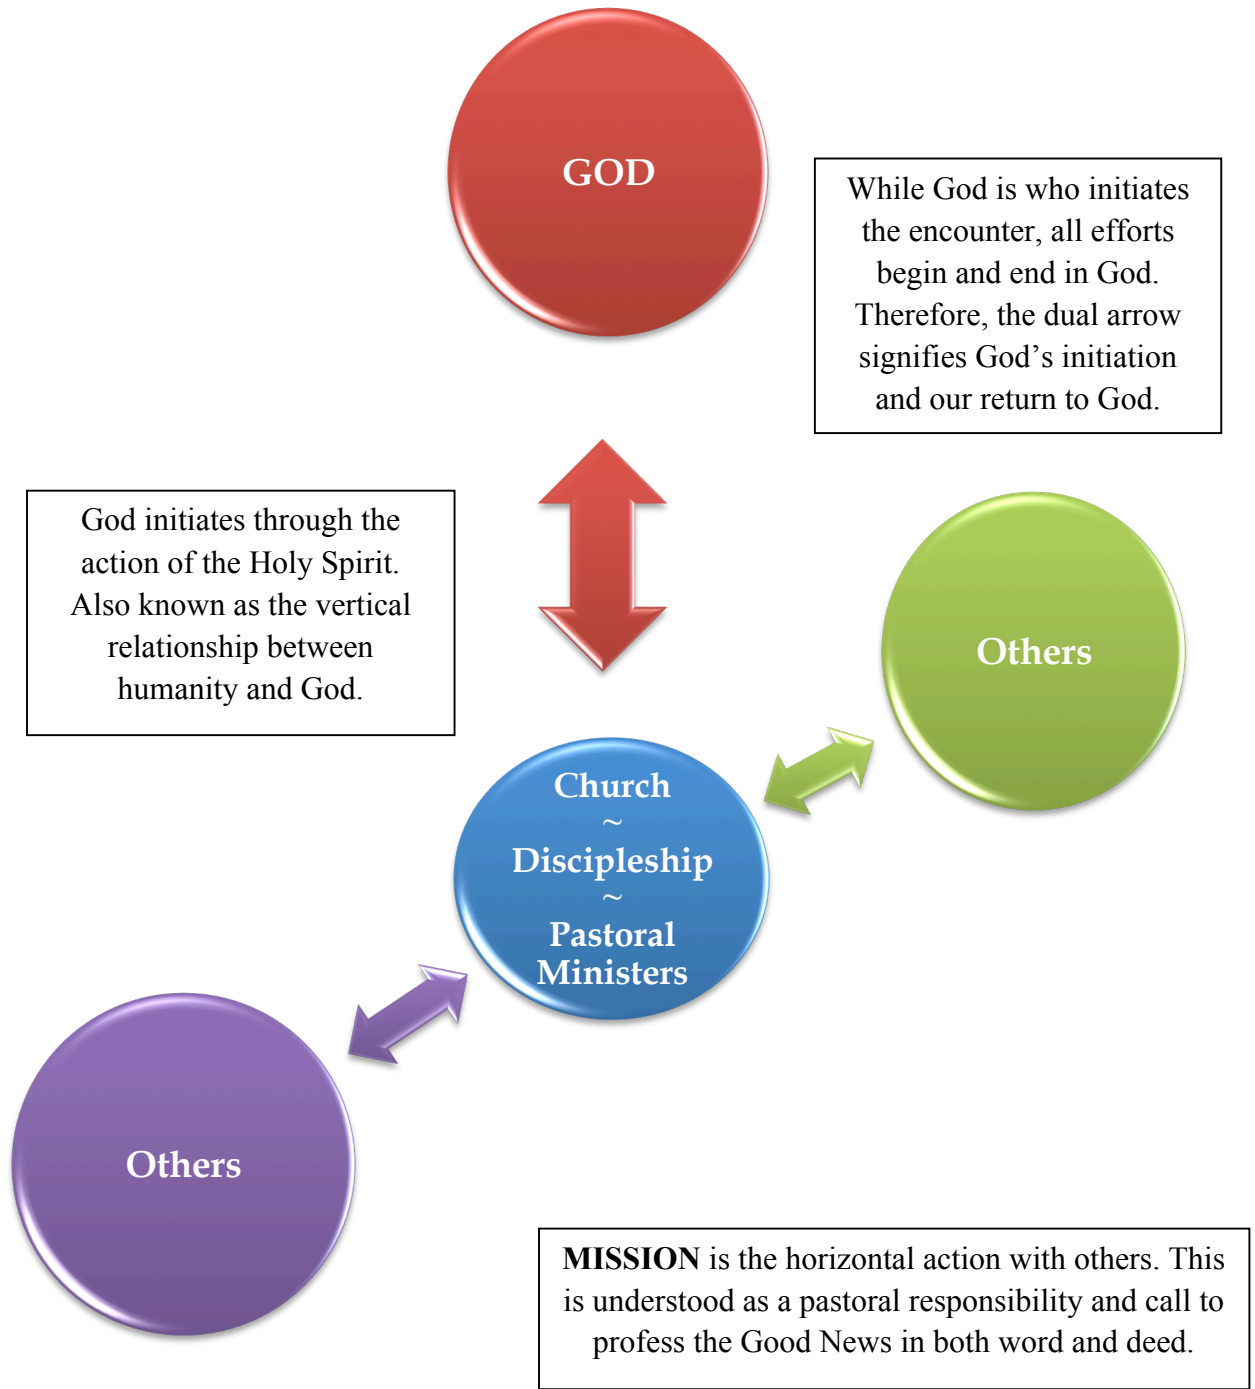 GOD
While God is who initiates
the encounter, all efforts
begin and end in God.
Therefore, the dual arrow
signifies God’s initiation
and our return to God.
God initiates through the
action of the Holy Spirit.
Also known as the vertical
relationship between
humanity and God.
Others
Church
~
Discipleship
~
Pastoral
Ministers
Others
MISSION is the horizontal action with others. This
is understood as a pastoral responsibility and call to
profess the Good News in both word and deed.